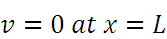 v = 0 at x = L